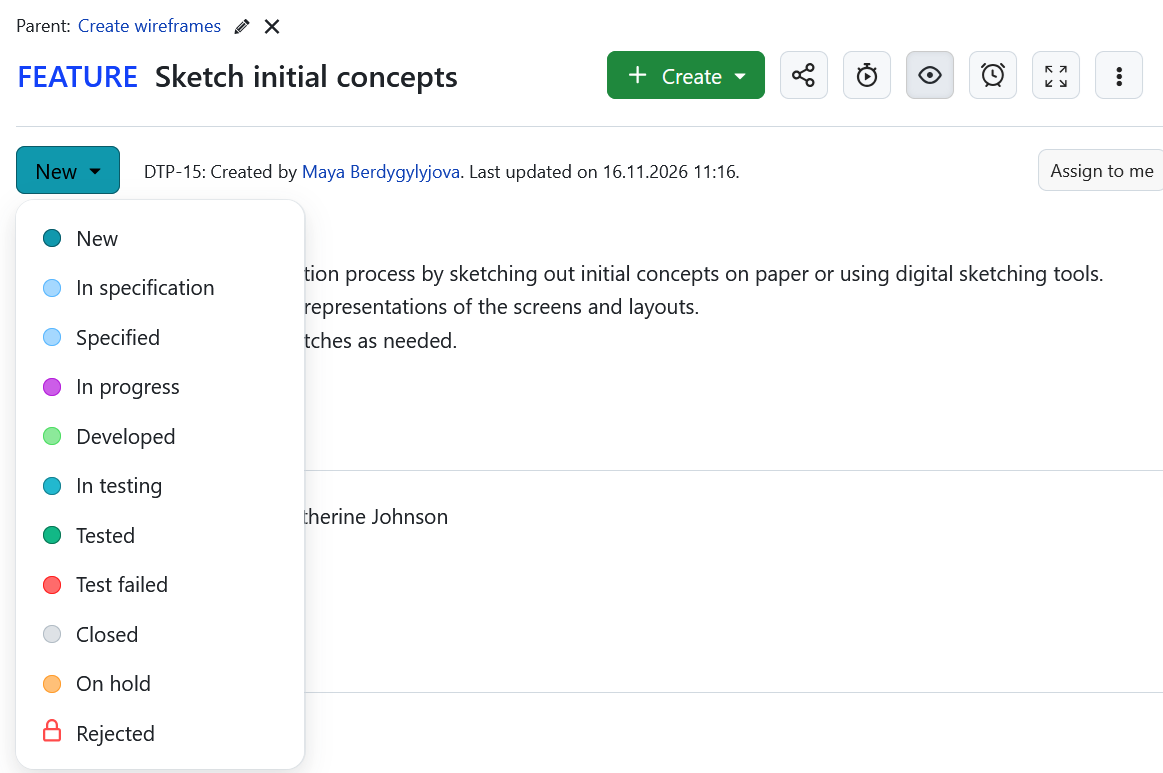 Parent: Create wireframes
FEATURE Sketch initial concepts
Create
New
DTP-15: Created by Maya Berdygylyjova. Last updated on 16.11.2026 11:16.
Assign to me
New
In specification
Specified
In progress
Developed
In testing
Tested
Test failed
Closed
On hold
Rejected
process by sketching out initial concepts on paper or using digital sketching tools.
representations of the screens and layouts.
as needed.
Johnson